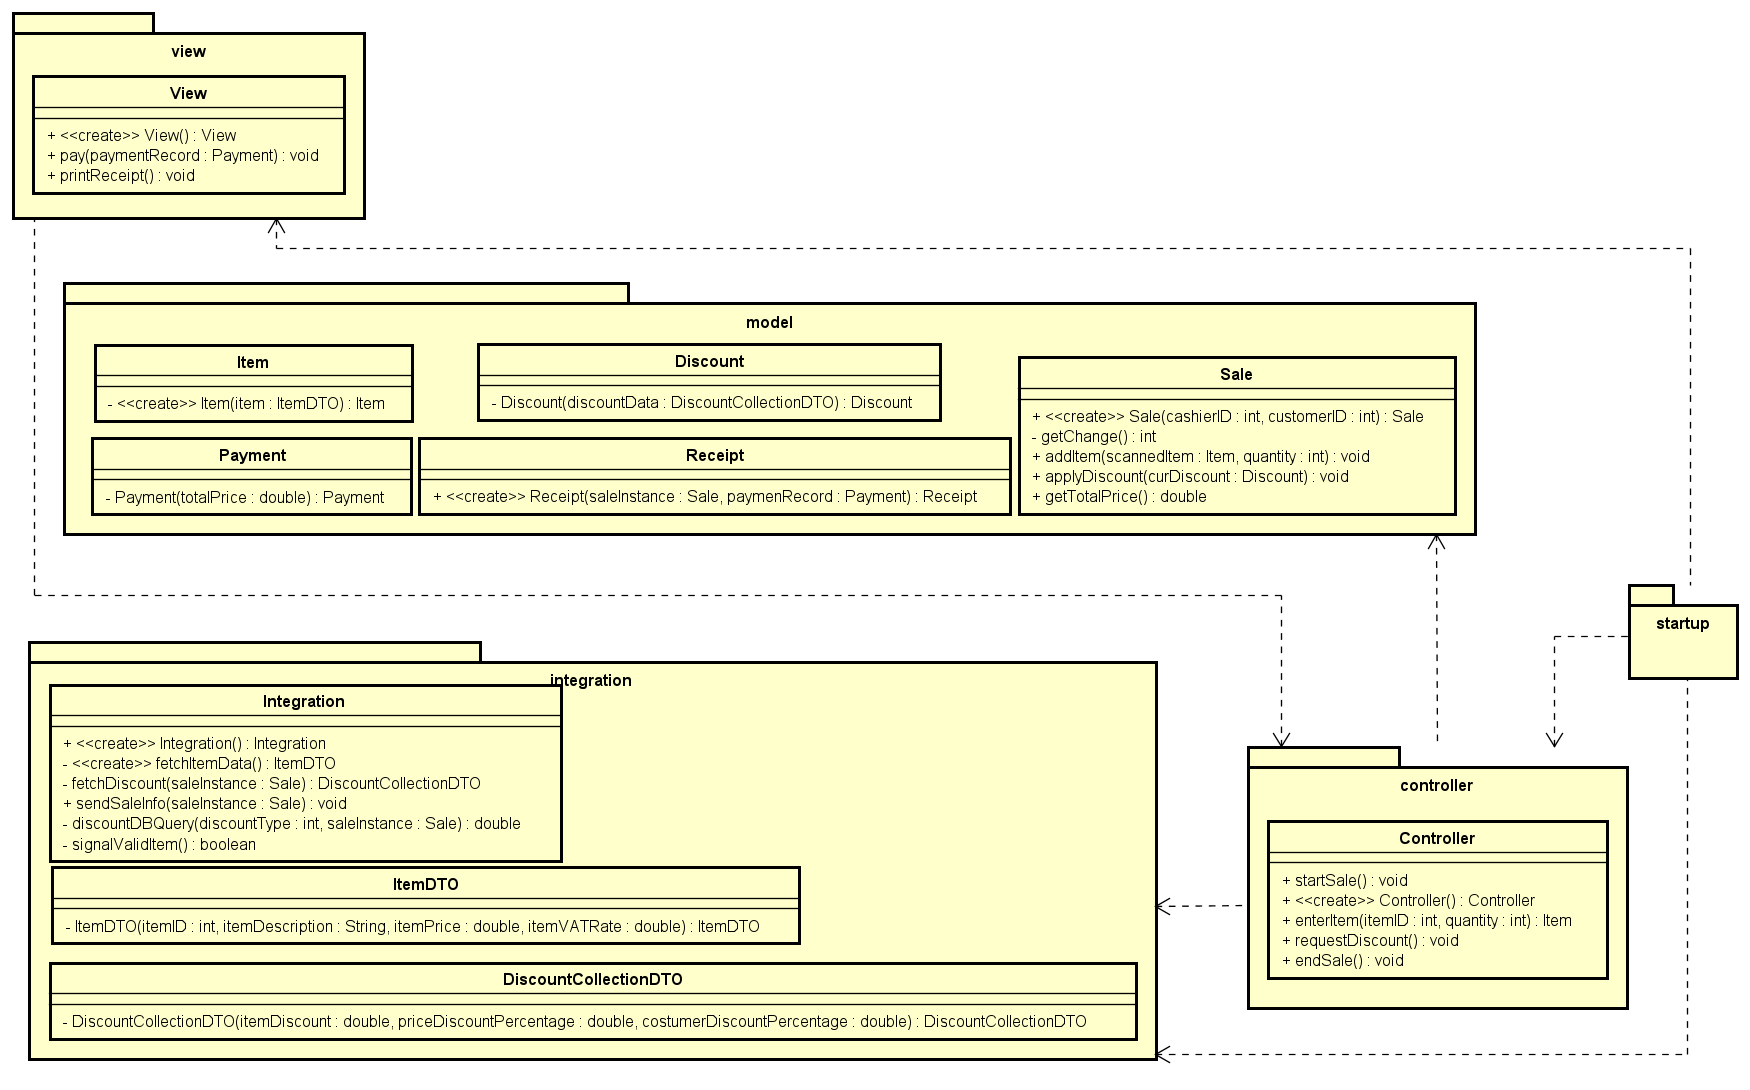 view
View
+ <<create>> View() : View
+ pay(paymentRecord : Payment) : void
+ printReceipt() : void
model
Item
- <<create>> Item(item : ItemDTO) : Item
Discount
- Discount(discountData : DiscountCollectionDTO) : Discount
Sale
+ <<create>> Sale(cashierID : int, customerID : int) : Sale
- getChange() : int
+ addItem(scannedItem : Item, quantity : int) : void
+ applyDiscount(curDiscount : Discount) : void
+ getTotalPrice() : double
Payment
- Payment(totalPrice : double) : Payment
Receipt
+ <<create>> Receipt(saleInstance : Sale, paymenRecord : Payment) : Receipt
startup
integration
Integration
+ <<create>> Integration() : Integration
- <<create>> fetchItemData() : ItemDTO
- fetchDiscount(saleInstance : Sale) : DiscountCollectionDTO
+ sendSaleInfo(saleInstance : Sale) : void
- discountDBQuery(discountType : int, saleInstance : Sale) : double
- signalValidItem() : boolean
ItemDTO
- ItemDTO(itemID : int, itemDescription : String, itemPrice : double, itemVATRate : double) : ItemDTO
DiscountCollectionDTO
- DiscountCollectionDTO(itemDiscount : double, priceDiscountPercentage : double, costumerDiscountPercentage : double) : DiscountCollectionDTO
controller
Controller
+ startSale() : void
+ <<create>> Controller() : Controller
+ enterItem(itemID : int, quantity : int) : Item
+ requestDiscount() : void
+ endSale() : void